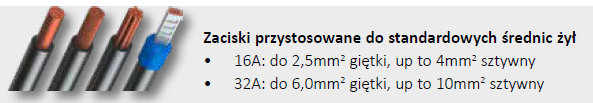 Zaciski przystosowane do standardowych średnic żył
• 16A: do 2,5mm² giętki, up to 4mm² sztywny
• 32A: do 6,0mm² giętki, up to 10mm² sztywny